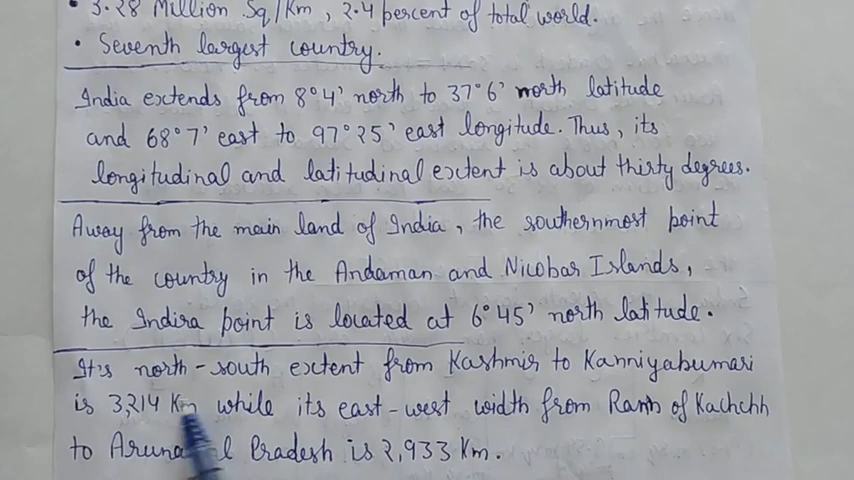 • 3.28 Million Sq/Km, 2.4 percent of total world.
• Seventh largest country.
India extends from 8°4' north to 37°6' north latitude
and 68°7' east to 97°25' east longitude. Thus, its
longitudinal and latitudinal extent is about thirty degrees.
Away from the main land of India, the southernmost point
of the country in the Andaman and Nicobar Islands,
the Indira point is located at 6°45' north latitude.
It's north-south extent from Kashmir to Kanniyakumari
is 3,214 Km while its east-west width from Rann of Kachchh
to Pradesh is 2,933 Km.